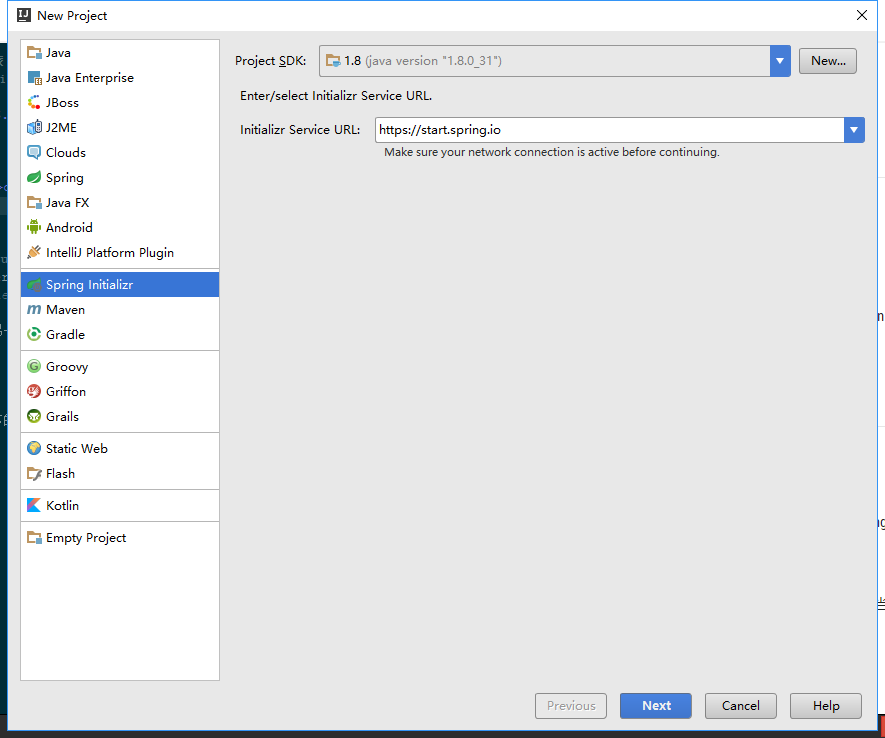 New Project
Java
Java Enterprise
JBoss
J2ME
Clouds
Spring
Java FX
Android
IntelliJ Platform Plugin
Spring Initializr
Maven
Gradle
Groovy
Griffon
Grails
Static Web
Flash
Kotlin
Empty Project
Project SDK: 1.8 (java version "1.8.0_31") New...
Enter/select Initializr Service URL.
Initializr Service URL: https://start.spring.io
Make sure your network connection is active before continuing.
Previous Next Cancel Help